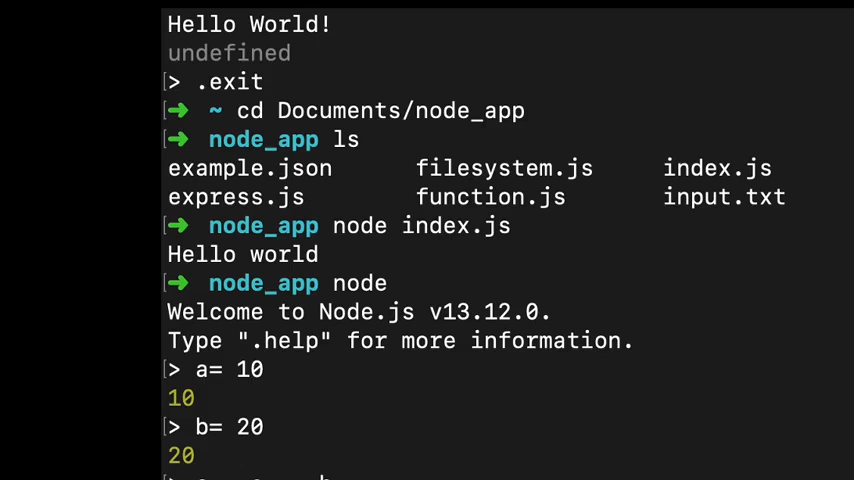 Hello World!
undefined
[> .exit
[➜ ~ cd Documents/node_app
[➜ node_app ls
example.json filesystem.js index.js
express.js function.js input.txt
[➜ node_app node index.js
Hello world
[➜ node_app node
Welcome to Node.js v13.12.0.
Type ".help" for more information.
[> a= 10
10
[> b= 20
20